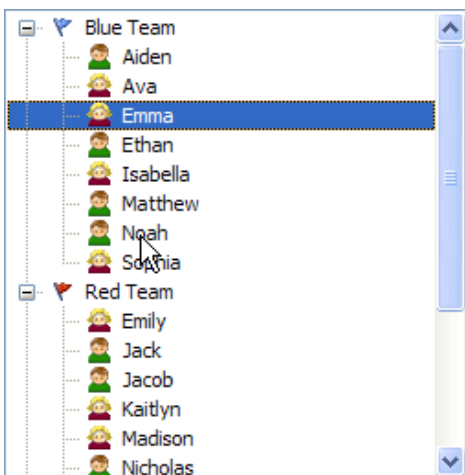 Blue Team
Aiden
Ava
Emma
Ethan
Isabella
Matthew
Noah
Sophia
Red Team
Emily
Jack
Jacob
Kaitlyn
Madison
Nicholas